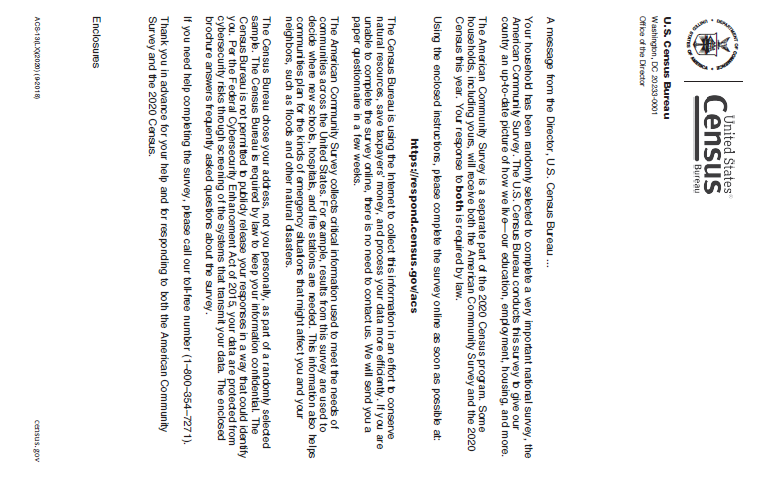 United States®
Census
Bureau
U.S. Census Bureau
Washington, DC 20233-0001
Office of the Director
A message from the Director, U.S. Census Bureau ...
Your household has been randomly selected to complete a very important national survey, the
American Community Survey. The U.S. Census Bureau conducts this survey to give our
country an up-to-date picture of how we live—our education, employment, housing, and more.
The American Community Survey is a separate part of the 2020 Census program. Some
households, including yours, will receive both the American Community Survey and the 2020
Census this year. Your response to both is required by law.
Using the enclosed instructions, please complete the survey online as soon as possible at:
https://respond.census.gov/acs
The Census Bureau is using the Internet to collect this information in an effort to conserve
natural resources, save taxpayers' money, and process your data more efficiently. If you are
unable to complete the survey online, there is no need to contact us. We will send you a
paper questionnaire in a few weeks.
The American Community Survey collects critical information used to meet the needs of
communities across the United States. For example, results from this survey are used to
decide where new schools, hospitals, and fire stations are needed. This information also helps
communities plan for the kinds of emergency situations that might affect you and your
neighbors, such as floods and other natural disasters.
The Census Bureau chose your address, not you personally, as part of a randomly selected
sample. The Census Bureau is required by law to keep your information confidential. The
Census Bureau is not permitted to publicly release your responses in a way that could identify
you. Per the Federal Cybersecurity Enhancement Act of 2015, your data are protected from
cybersecurity risks through screening of the systems that transmit your data. The enclosed
brochure answers frequently asked questions about the survey.
If you need help completing the survey, please call our toll-free number (1–800–354–7271).
Thank you in advance for your help and for responding to both the American Community
Survey and the 2020 Census.
Enclosures
census.gov